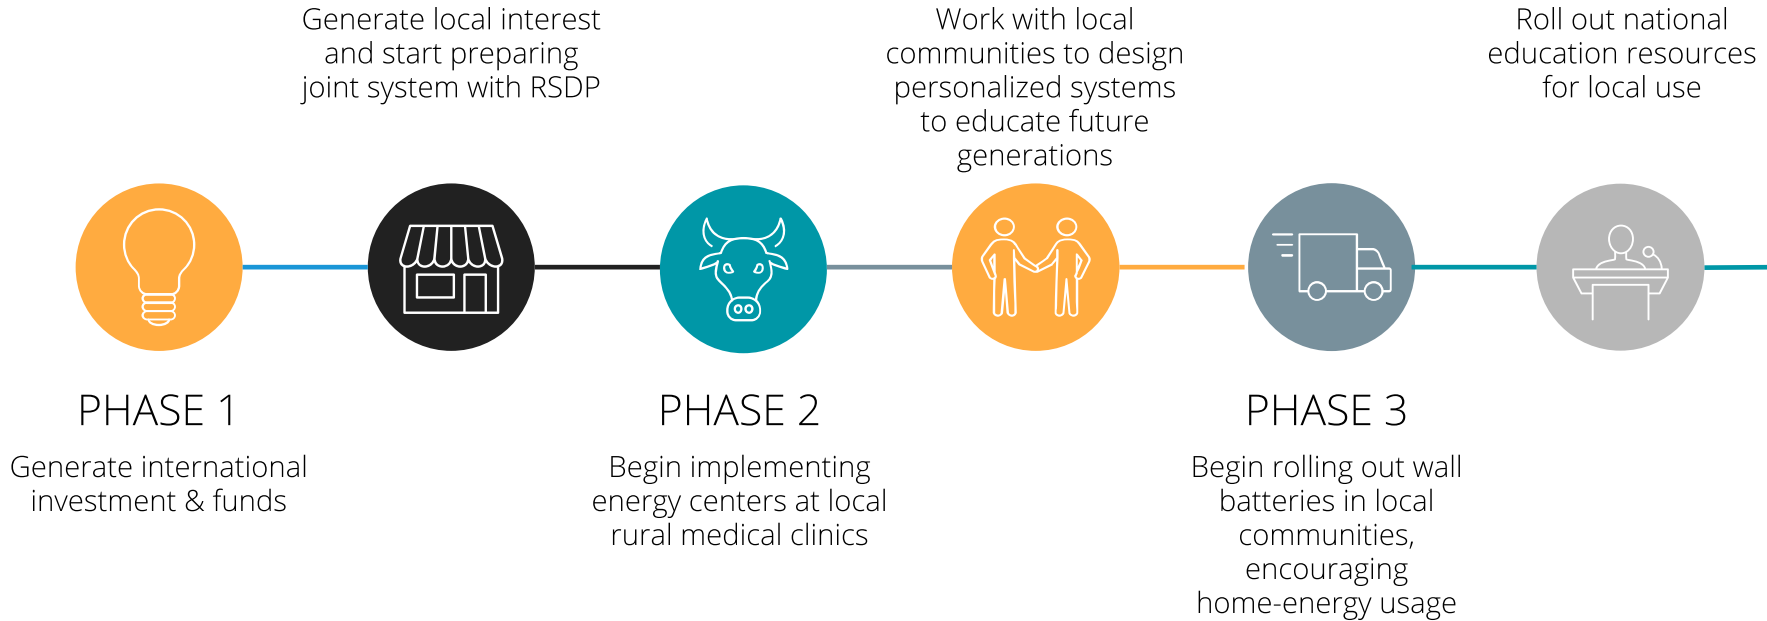 Generate local interest
and start preparing
joint system with RSDP
Work with local
communities to design
personalized systems
to educate future
generations
Roll out national
education resources
for local use
PHASE 1
Generate international
investment & funds
PHASE 2
Begin implementing
energy centers at local
rural medical clinics
PHASE 3
Begin rolling out wall
batteries in local
communities,
encouraging
home-energy usage